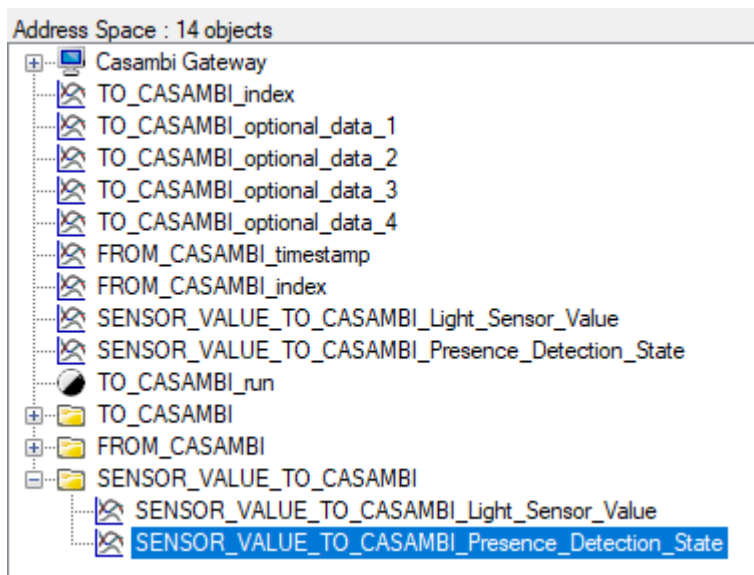 Address Space : 14 objects
Casambi Gateway
TO_CASAMBI_index
TO_CASAMBI_optional_data_1
TO_CASAMBI_optional_data_2
TO_CASAMBI_optional_data_3
TO_CASAMBI_optional_data_4
FROM_CASAMBI_timestamp
FROM_CASAMBI_index
SENSOR_VALUE_TO_CASAMBI_Light_Sensor_Value
SENSOR_VALUE_TO_CASAMBI_Presence_Detection_State
TO_CASAMBI_run
TO_CASAMBI
FROM_CASAMBI
SENSOR_VALUE_TO_CASAMBI
SENSOR_VALUE_TO_CASAMBI_Light_Sensor_Value
SENSOR_VALUE_TO_CASAMBI_Presence_Detection_State